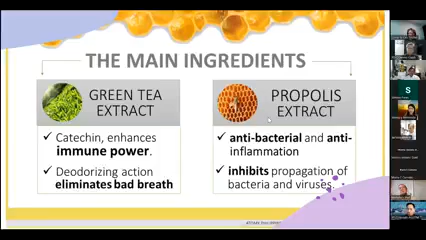 THE MAIN INGREDIENTS
GREEN TEA
EXTRACT
✓ Catechin, enhances
immune power.
✓ Deodorizing action
eliminates bad breath
PROPOLIS
EXTRACT
✓ anti-bacterial and anti-
inflammation
✓ inhibits propagation of
bacteria and viruses.
S